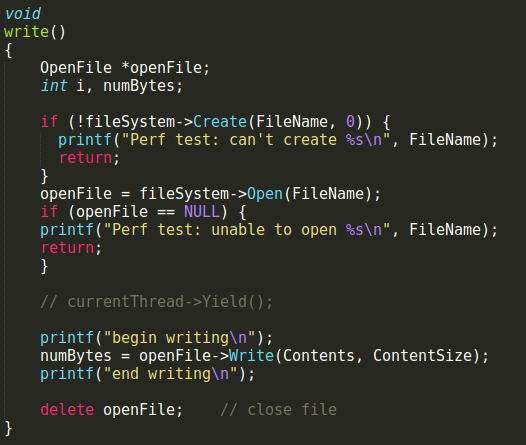 void
write()
{
    OpenFile *openFile;
    int i, numBytes;

    if (!fileSystem->Create(FileName, 0)) {
      printf("Perf test: can't create %s\n", FileName);
      return;
    }
    openFile = fileSystem->Open(FileName);
    if (openFile == NULL) {
    printf("Perf test: unable to open %s\n", FileName);
    return;
    }

    // currentThread->Yield();

    printf("begin writing\n");
    numBytes = openFile->Write(Contents, ContentSize);
    printf("end writing\n");

    delete openFile;    // close file
}